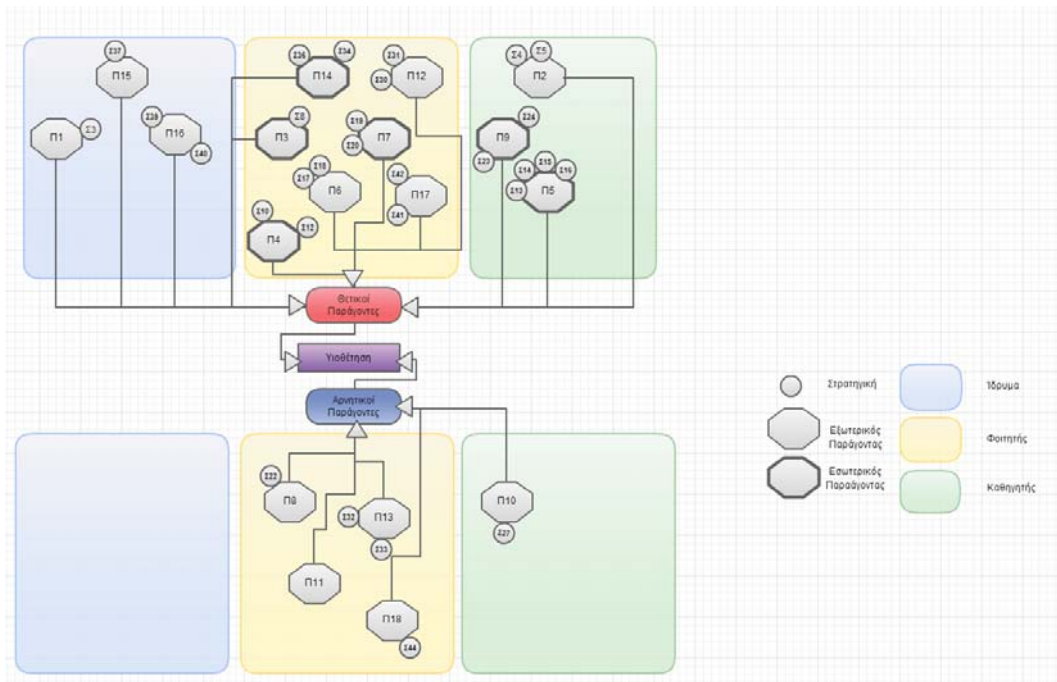 Σ37
Π15
Π1
Σ3
Σ39
Π16
Σ40
Σ36
Σ34
Π14
Σ31
Σ30
Π12
Σ8
Π3
Σ19
Σ20
Π7
Σ18
Σ17
Π6
Σ42
Π17
Σ41
Σ10
Σ12
Π4
Σ4
Σ5
Π2
Σ24
Π9
Σ23
Σ15
Σ14
Σ16
Σ13
Π5
Θετικοί
Παράγοντες
Υιοθέτηση
Αρνητικοί
Παράγοντες
Σ22
Π8
Σ32
Π13
Σ33
Π11
Π18
Σ44
Π10
Σ27
Στρατηγική
Ίδρυμα
Εξωτερικός
Παράγοντας
Φοιτητής
Εσωτερικός
Παραάγοντας
Καθηγητής